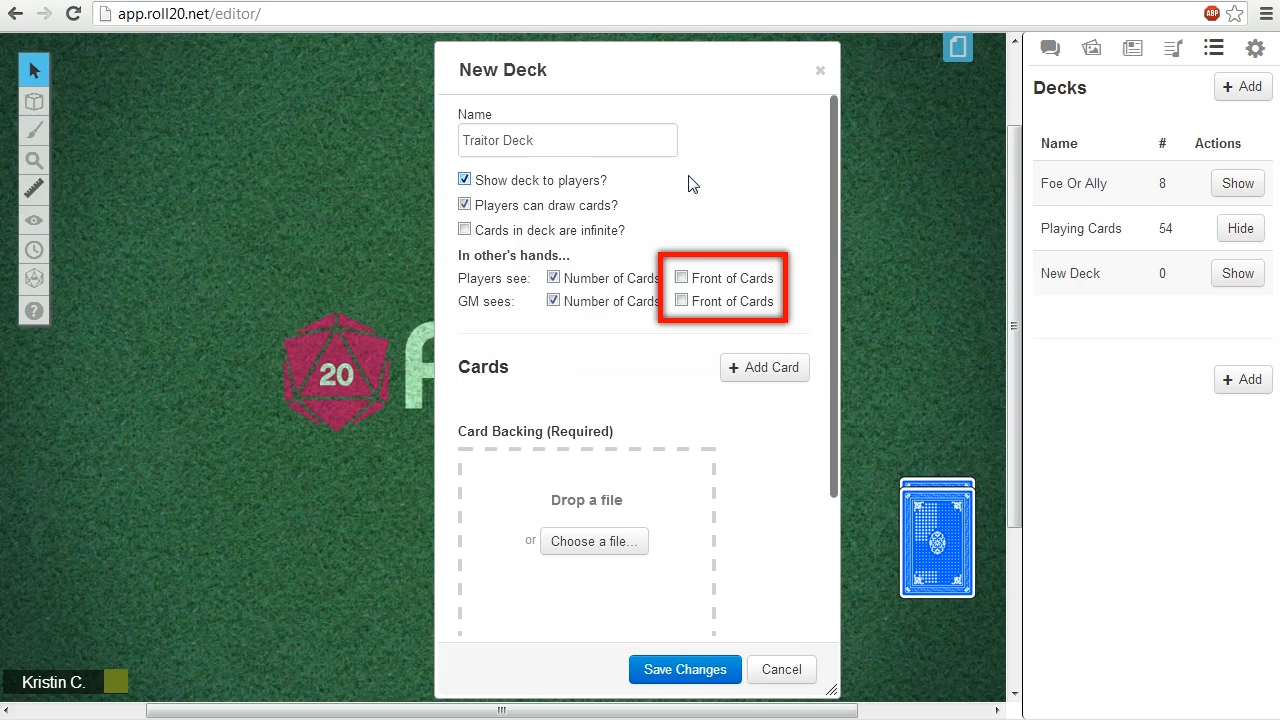 app.roll20.net/editor/
ABP
New Deck
Name
Traitor Deck
Show deck to players?
Players can draw cards?
Cards in deck are infinite?
In other's hands...
Players see: Number of Cards Front of Cards
GM sees: Number of Cards Front of Cards
Cards
+ Add Card
Card Backing (Required)
Drop a file
or Choose a file...
Save Changes Cancel
Decks + Add
Name # Actions
Foe Or Ally 8 Show
Playing Cards 54 Hide
New Deck 0 Show
+ Add
20
Kristin C.